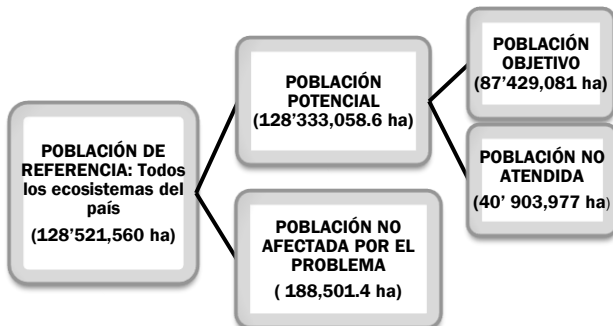 POBLACIÓN DE
REFERENCIA: Todos
los ecosistemas del
país
(128'521,560 ha)
POBLACIÓN
POTENCIAL
(128'333,058.6 ha)
POBLACIÓN NO
AFECTADA POR EL
PROBLEMA
( 188,501.4 ha)
POBLACIÓN
OBJETIVO
(87'429,081 ha)
POBLACIÓN NO
ATENDIDA
(40' 903,977 ha)